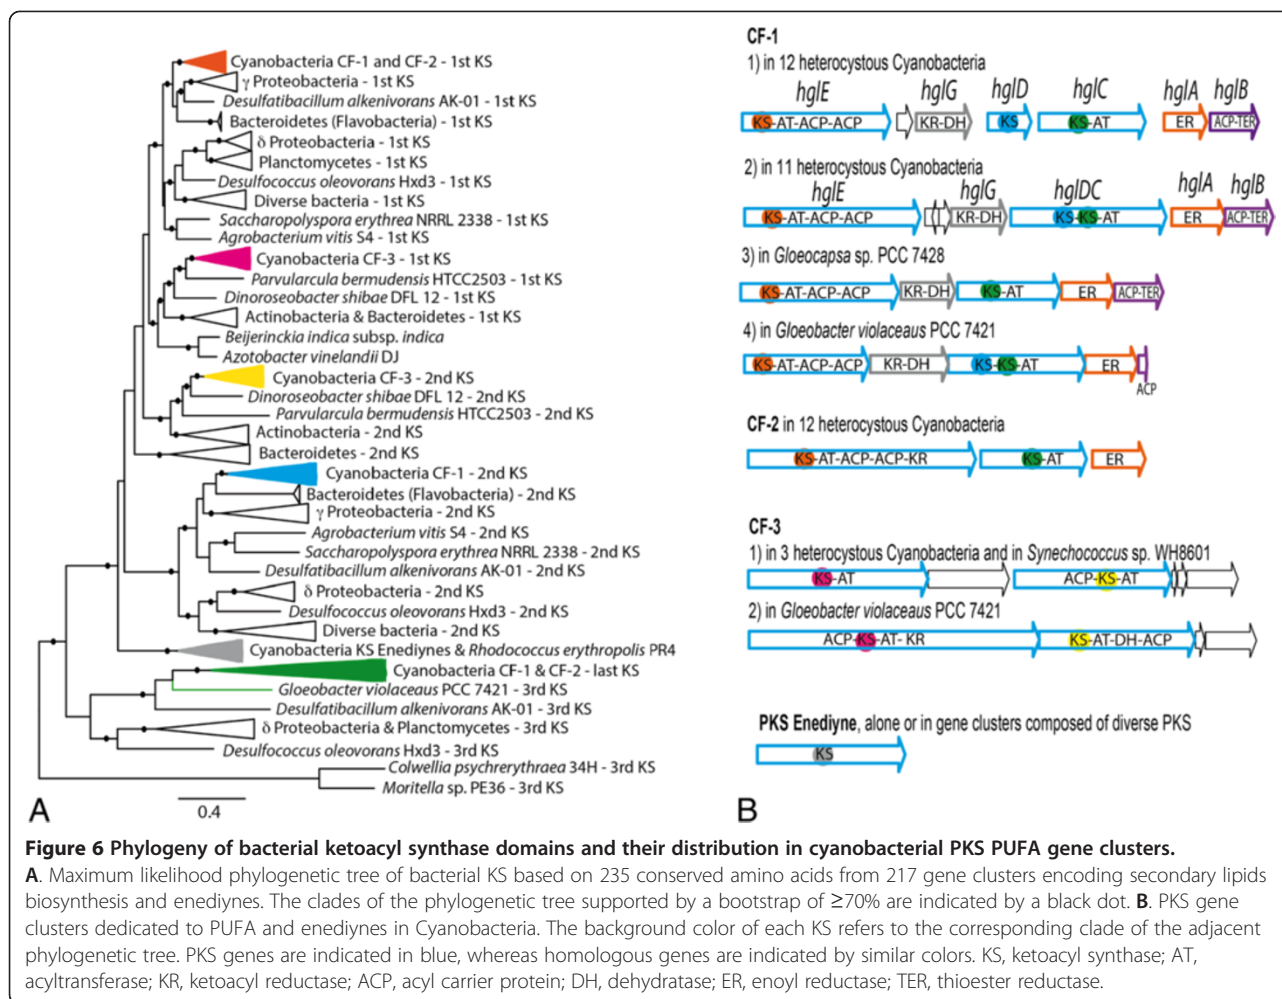 Cyanobacteria CF-1 and CF-2 - 1st KS
γ Proteobacteria - 1st KS
Desulfatibacillum alkenivorans AK-01 - 1st KS
Bacteroidetes (Flavobacteria) - 1st KS
δ Proteobacteria - 1st KS
Planctomycetes - 1st KS
Desulfococcus oleovorans Hxd3 - 1st KS
Diverse bacteria - 1st KS
Saccharopolyspora erythrea NRRL 2338 - 1st KS
Agrobacterium vitis S4 - 1st KS
Cyanobacteria CF-3 - 1st KS
Parvularcula bermudensis HTCC2503 - 1st KS
Dinoroseobacter shibae DFL 12 - 1st KS
Actinobacteria & Bacteroidetes - 1st KS
Beijerinckia indica subsp. indica
Azotobacter vinelandii DJ
Cyanobacteria CF-3 - 2nd KS
Dinoroseobacter shibae DFL 12 - 2nd KS
Parvularcula bermudensis HTCC2503 - 2nd KS
Actinobacteria - 2nd KS
Bacteroidetes - 2nd KS
Cyanobacteria CF-1 - 2nd KS
Bacteroidetes (Flavobacteria) - 2nd KS
γ Proteobacteria - 2nd KS
Agrobacterium vitis S4 - 2nd KS
Saccharopolyspora erythrea NRRL 2338 - 2nd KS
Desulfatibacillum alkenivorans AK-01 - 2nd KS
δ Proteobacteria - 2nd KS
Desulfococcus oleovorans Hxd3 - 2nd KS
Diverse bacteria - 2nd KS
Cyanobacteria KS Enediynes & Rhodococcus erythropolis PR4
Cyanobacteria CF-1 & CF-2 - last KS
Gloeobacter violaceus PCC 7421 - 3rd KS
Desulfatibacillum alkenivorans AK-01 - 3rd KS
δ Proteobacteria & Planctomycetes - 3rd KS
Desulfococcus oleovorans Hxd3 - 3rd KS
Colwellia psychrerythraea 34H - 3rd KS
Moritella sp. PE36 - 3rd KS
A
0.4
CF-1
1) in 12 heterocystous Cyanobacteria
hglE hglG hglD hglC hglA hglB
KS-AT-ACP-ACP KR-DH KS KS-AT ER ACP-TER
2) in 11 heterocystous Cyanobacteria
hglE hglG hglDC hglA hglB
KS-AT-ACP-ACP KR-DH KS-KS-AT ER ACP-TER
3) in Gloeocapsa sp. PCC 7428
KS-AT-ACP-ACP KR-DH KS-AT ER ACP-TER
4) in Gloeobacter violaceaus PCC 7421
KS-AT-ACP-ACP KR-DH KS-KS-AT ER
ACP
CF-2 in 12 heterocystous Cyanobacteria
KS-AT-ACP-ACP-KR KS-AT ER
CF-3
1) in 3 heterocystous Cyanobacteria and in Synechococcus sp. WH8601
KS-AT ACP-KS-AT
2) in Gloeobacter violaceaus PCC 7421
ACP-KS-AT- KR KS-AT-DH-ACP
PKS Enediyne, alone or in gene clusters composed of diverse PKS
KS
B
Figure 6 Phylogeny of bacterial ketoacyl synthase domains and their distribution in cyanobacterial PKS PUFA gene clusters.
A. Maximum likelihood phylogenetic tree of bacterial KS based on 235 conserved amino acids from 217 gene clusters encoding secondary lipids
biosynthesis and enediynes. The clades of the phylogenetic tree supported by a bootstrap of ≥70% are indicated by a black dot. B. PKS gene
clusters dedicated to PUFA and enediynes in Cyanobacteria. The background color of each KS refers to the corresponding clade of the adjacent
phylogenetic tree. PKS genes are indicated in blue, whereas homologous genes are indicated by similar colors. KS, ketoacyl synthase; AT,
acyltransferase; KR, ketoacyl reductase; ACP, acyl carrier protein; DH, dehydratase; ER, enoyl reductase; TER, thioester reductase.